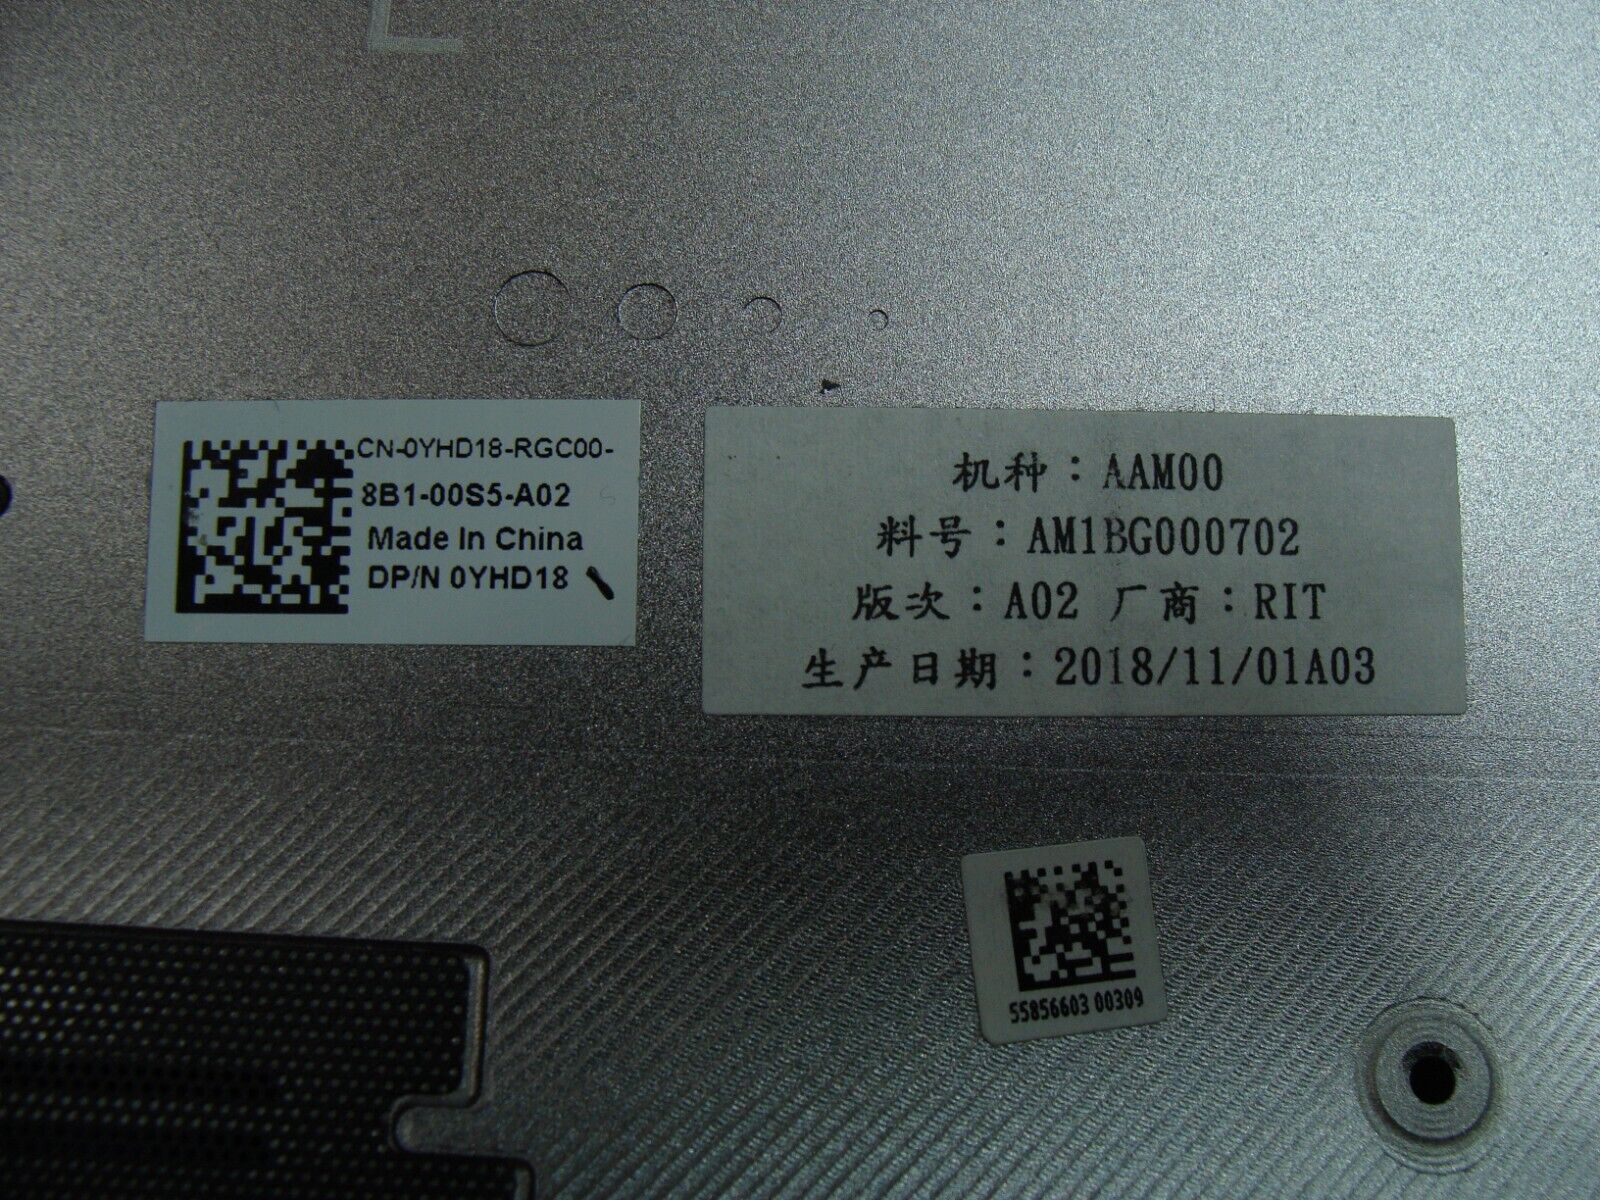 CN-0YHD18-RGC00-
8B1-00S5-A02
Made In China
DP/N 0YHD18
机种：AAM00
料号：AM1BG000702
版次：A02 厂商：RIT
生产日期：2018/11/01A03
55856603 00309